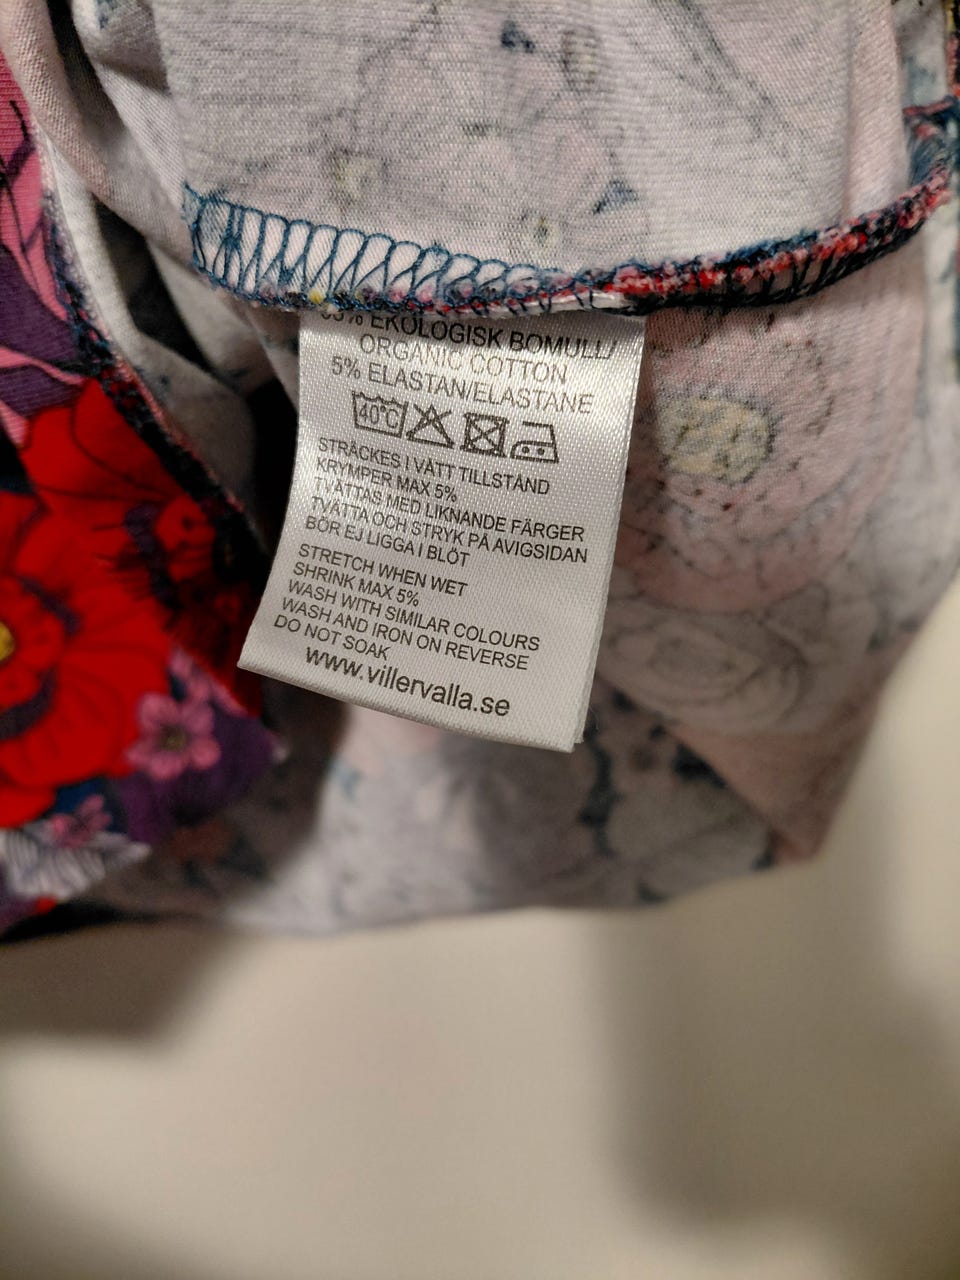 95% EKOLOGISK BOMULL/
ORGANIC COTTON
5% ELASTAN/ELASTANE
40°C
STRÄCKES I VÅTT TILLSTÅND
KRYMPER MAX 5%
TVÄTTAS MED LIKNANDE FÄRGER
TVÄTTA OCH STRYK PÅ AVIGSIDAN
BÖR EJ LIGGA I BLÖT
STRETCH WHEN WET
SHRINK MAX 5%
WASH WITH SIMILAR COLOURS
WASH AND IRON ON REVERSE
DO NOT SOAK
www.villervalla.se